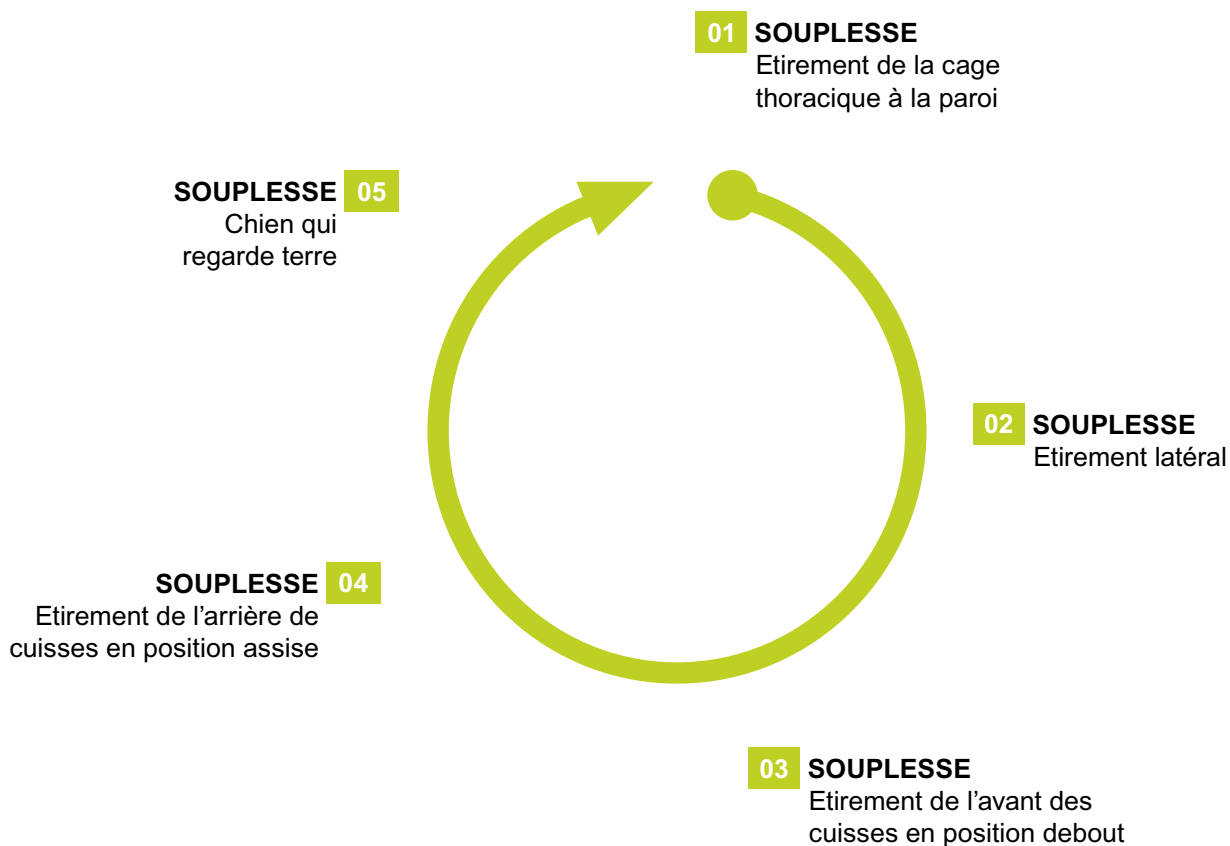 01 SOUPLESSE
Etirement de la cage
thoracique à la paroi
02 SOUPLESSE
Etirement latéral
03 SOUPLESSE
Etirement de l’avant des
cuisses en position debout
SOUPLESSE 04
Etirement de l’arrière de
cuisses en position assise
SOUPLESSE 05
Chien qui
regarde terre